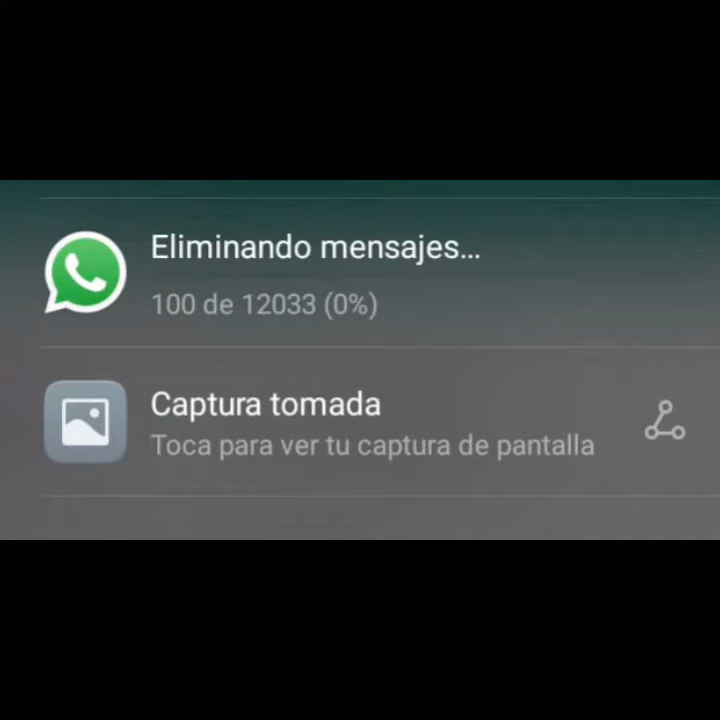 Eliminando mensajes...
100 de 12033 (0%)
Captura tomada
Toca para ver tu captura de pantalla